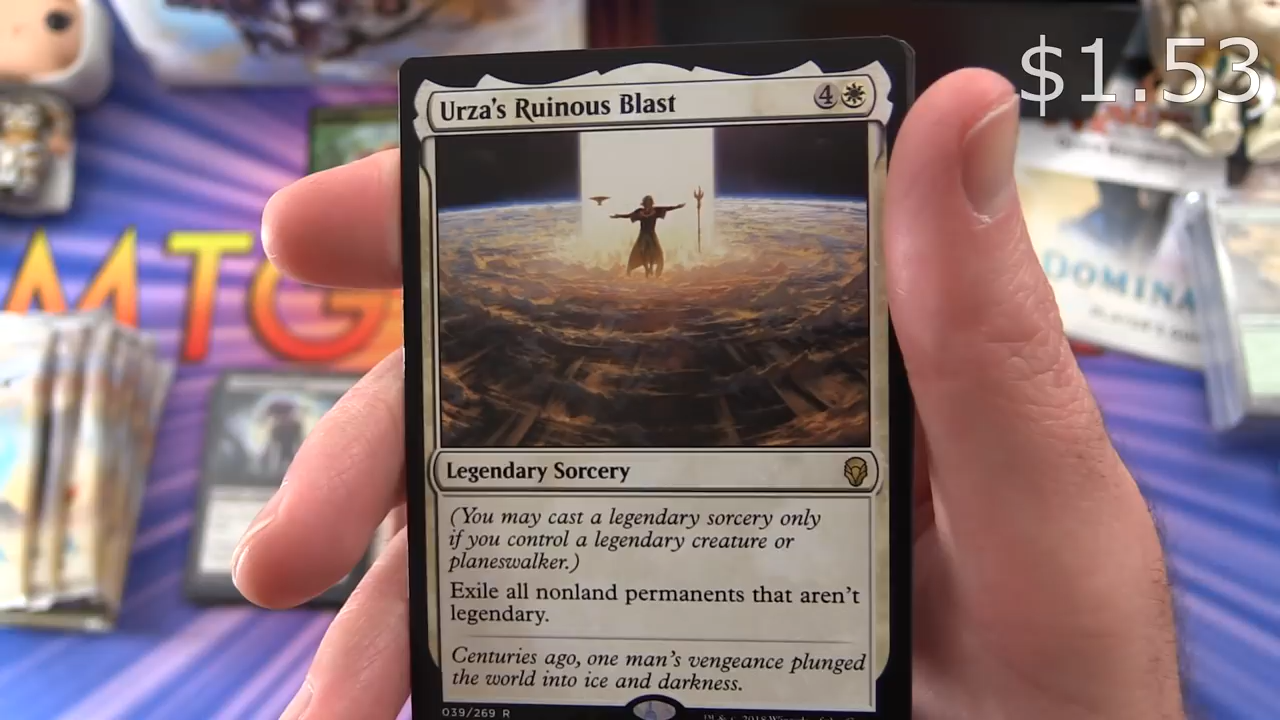 $1.53
Urza's Ruinous Blast 4
MTG
DOMINA
Legendary Sorcery
(You may cast a legendary sorcery only
if you control a legendary creature or
planeswalker.)
Exile all nonland permanents that aren't
legendary.
Centuries ago, one man's vengeance plunged
the world into ice and darkness.
039/269 R